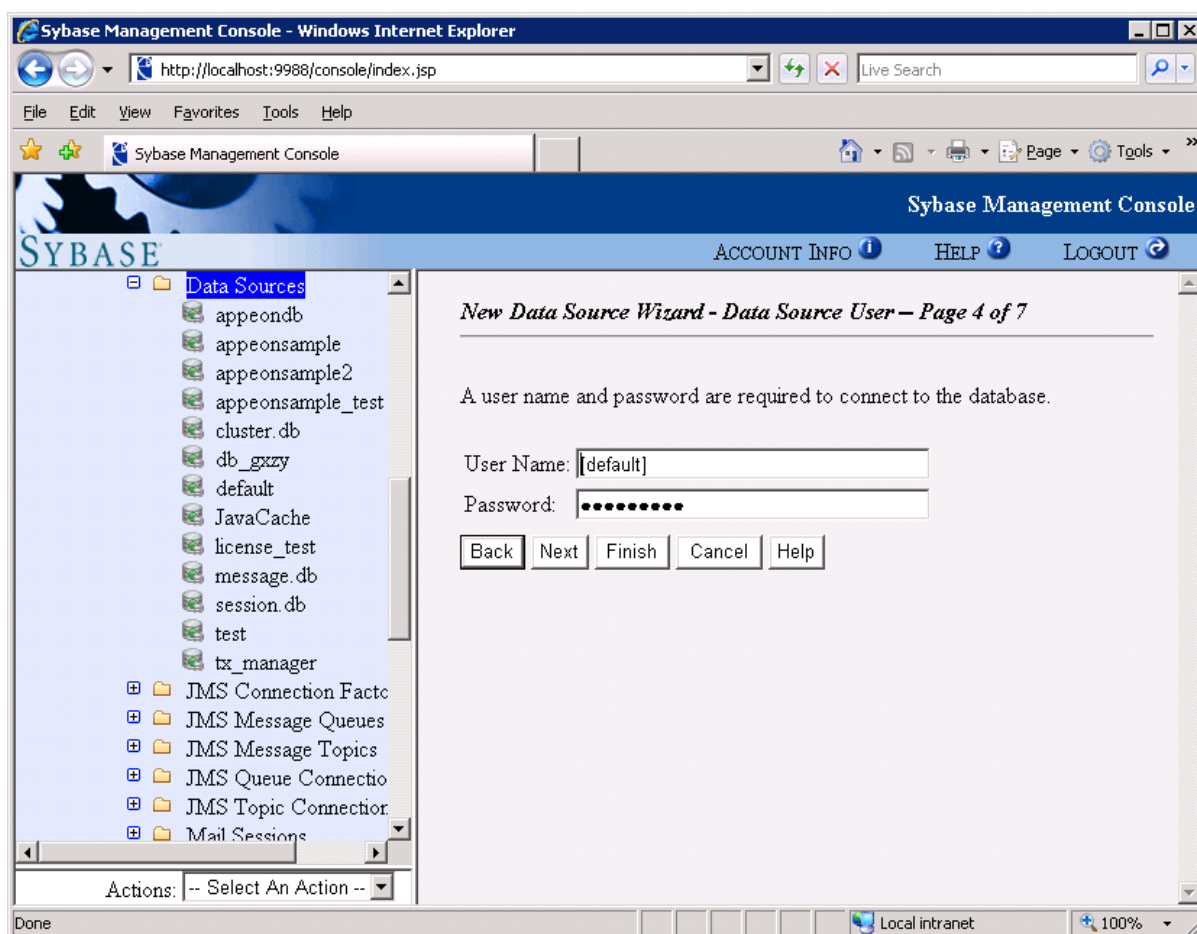 Sybase Management Console - Windows Internet Explorer
http://localhost:9988/console/index.jsp
Live Search
File Edit View Favorites Tools Help
Sybase Management Console
Page Tools
Sybase Management Console
SYBASE
ACCOUNT INFO HELP LOGOUT
Data Sources
appeondb
appeonsample
appeonsample2
appeonsample_test
cluster.db
db_gxzy
default
JavaCache
license_test
message.db
session.db
test
tx_manager
JMS Connection Facto
JMS Message Queues
JMS Message Topics
JMS Queue Connectio
JMS Topic Connection
Mail Sessions
Actions: -- Select An Action --
New Data Source Wizard - Data Source User – Page 4 of 7
A user name and password are required to connect to the database.
User Name: [default]
Password: •••••••••
Back Next Finish Cancel Help
Done Local intranet 100%